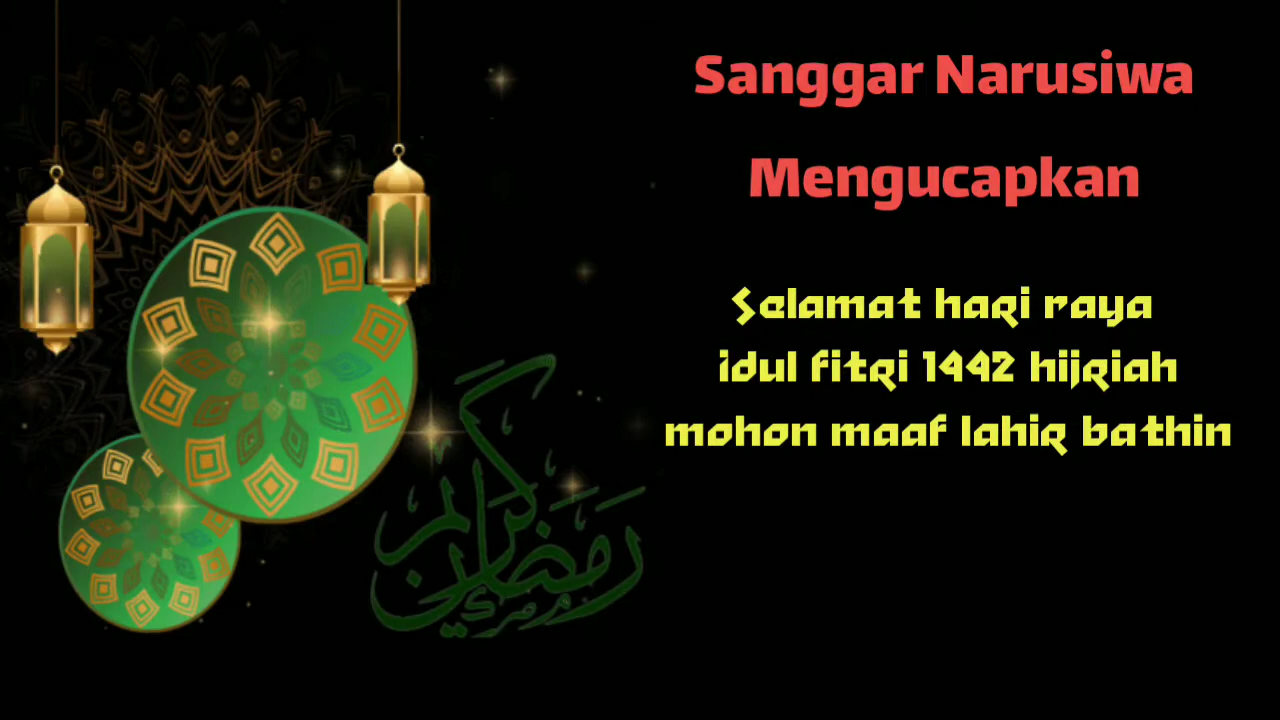 Sanggar Narusiwa
Mengucapkan
Selamat hari raya
idul fitri 1442 hijriah
mohon maaf lahir bathin
رمضان كريم